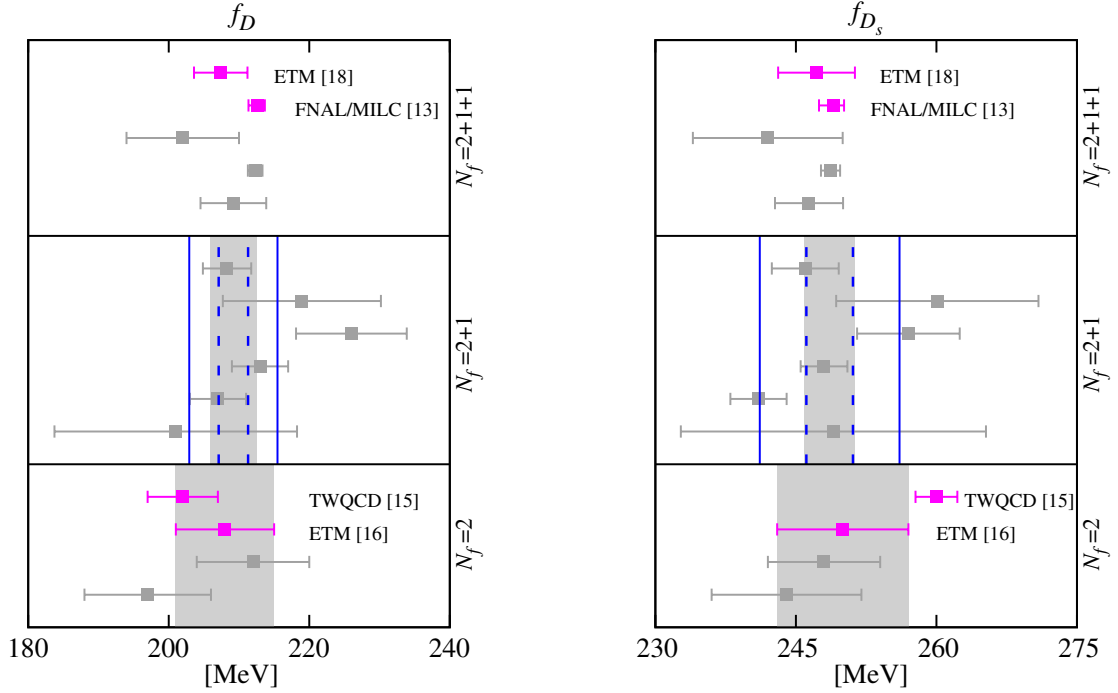 f_D
ETM [18]
FNAL/MILC [13]
N_f=2+1+1
N_f=2+1
TWQCD [15]
ETM [16]
N_f=2
180 200 220 240
[MeV]
f_{D_s}
ETM [18]
FNAL/MILC [13]
N_f=2+1+1
N_f=2+1
TWQCD [15]
ETM [16]
N_f=2
230 245 260 275
[MeV]